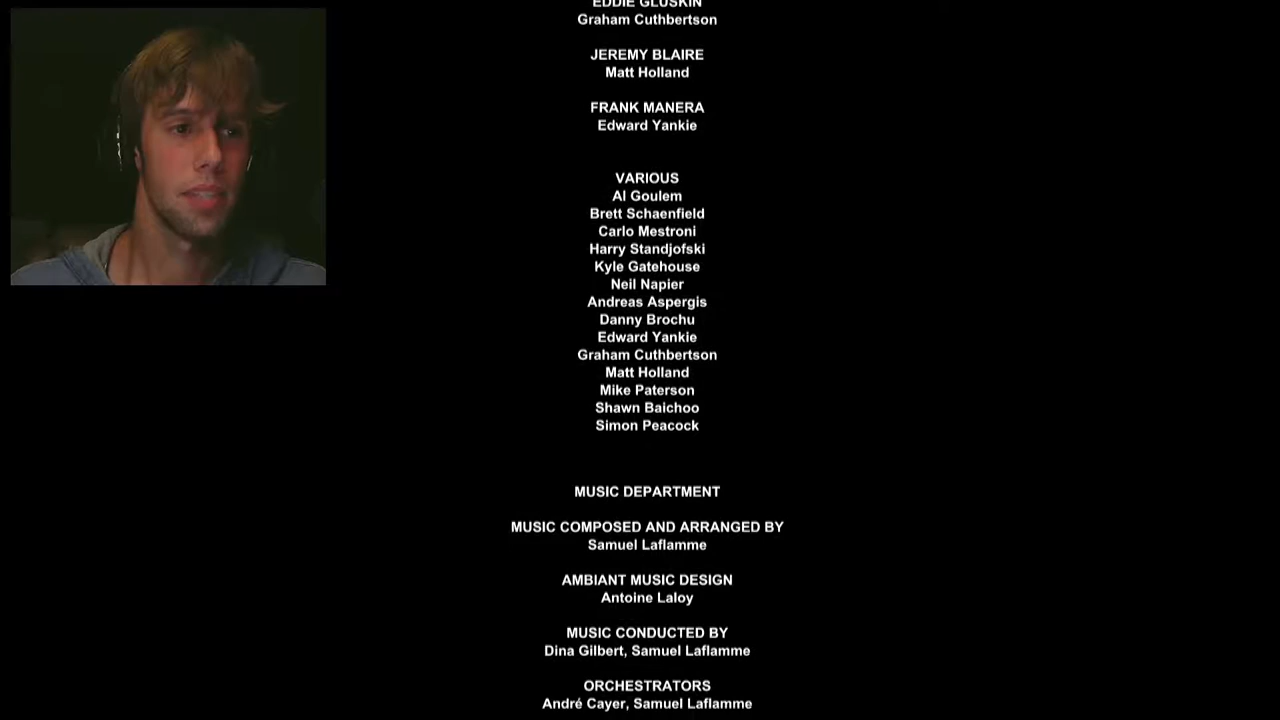 EDDIE GLUSKIN
Graham Cuthbertson
JEREMY BLAIRE
Matt Holland
FRANK MANERA
Edward Yankie
VARIOUS
Al Goulem
Brett Schaenfield
Carlo Mestroni
Harry Standjofski
Kyle Gatehouse
Neil Napier
Andreas Aspergis
Danny Brochu
Edward Yankie
Graham Cuthbertson
Matt Holland
Mike Paterson
Shawn Baichoo
Simon Peacock
MUSIC DEPARTMENT
MUSIC COMPOSED AND ARRANGED BY
Samuel Laflamme
AMBIANT MUSIC DESIGN
Antoine Laloy
MUSIC CONDUCTED BY
Dina Gilbert, Samuel Laflamme
ORCHESTRATORS
André Cayer, Samuel Laflamme